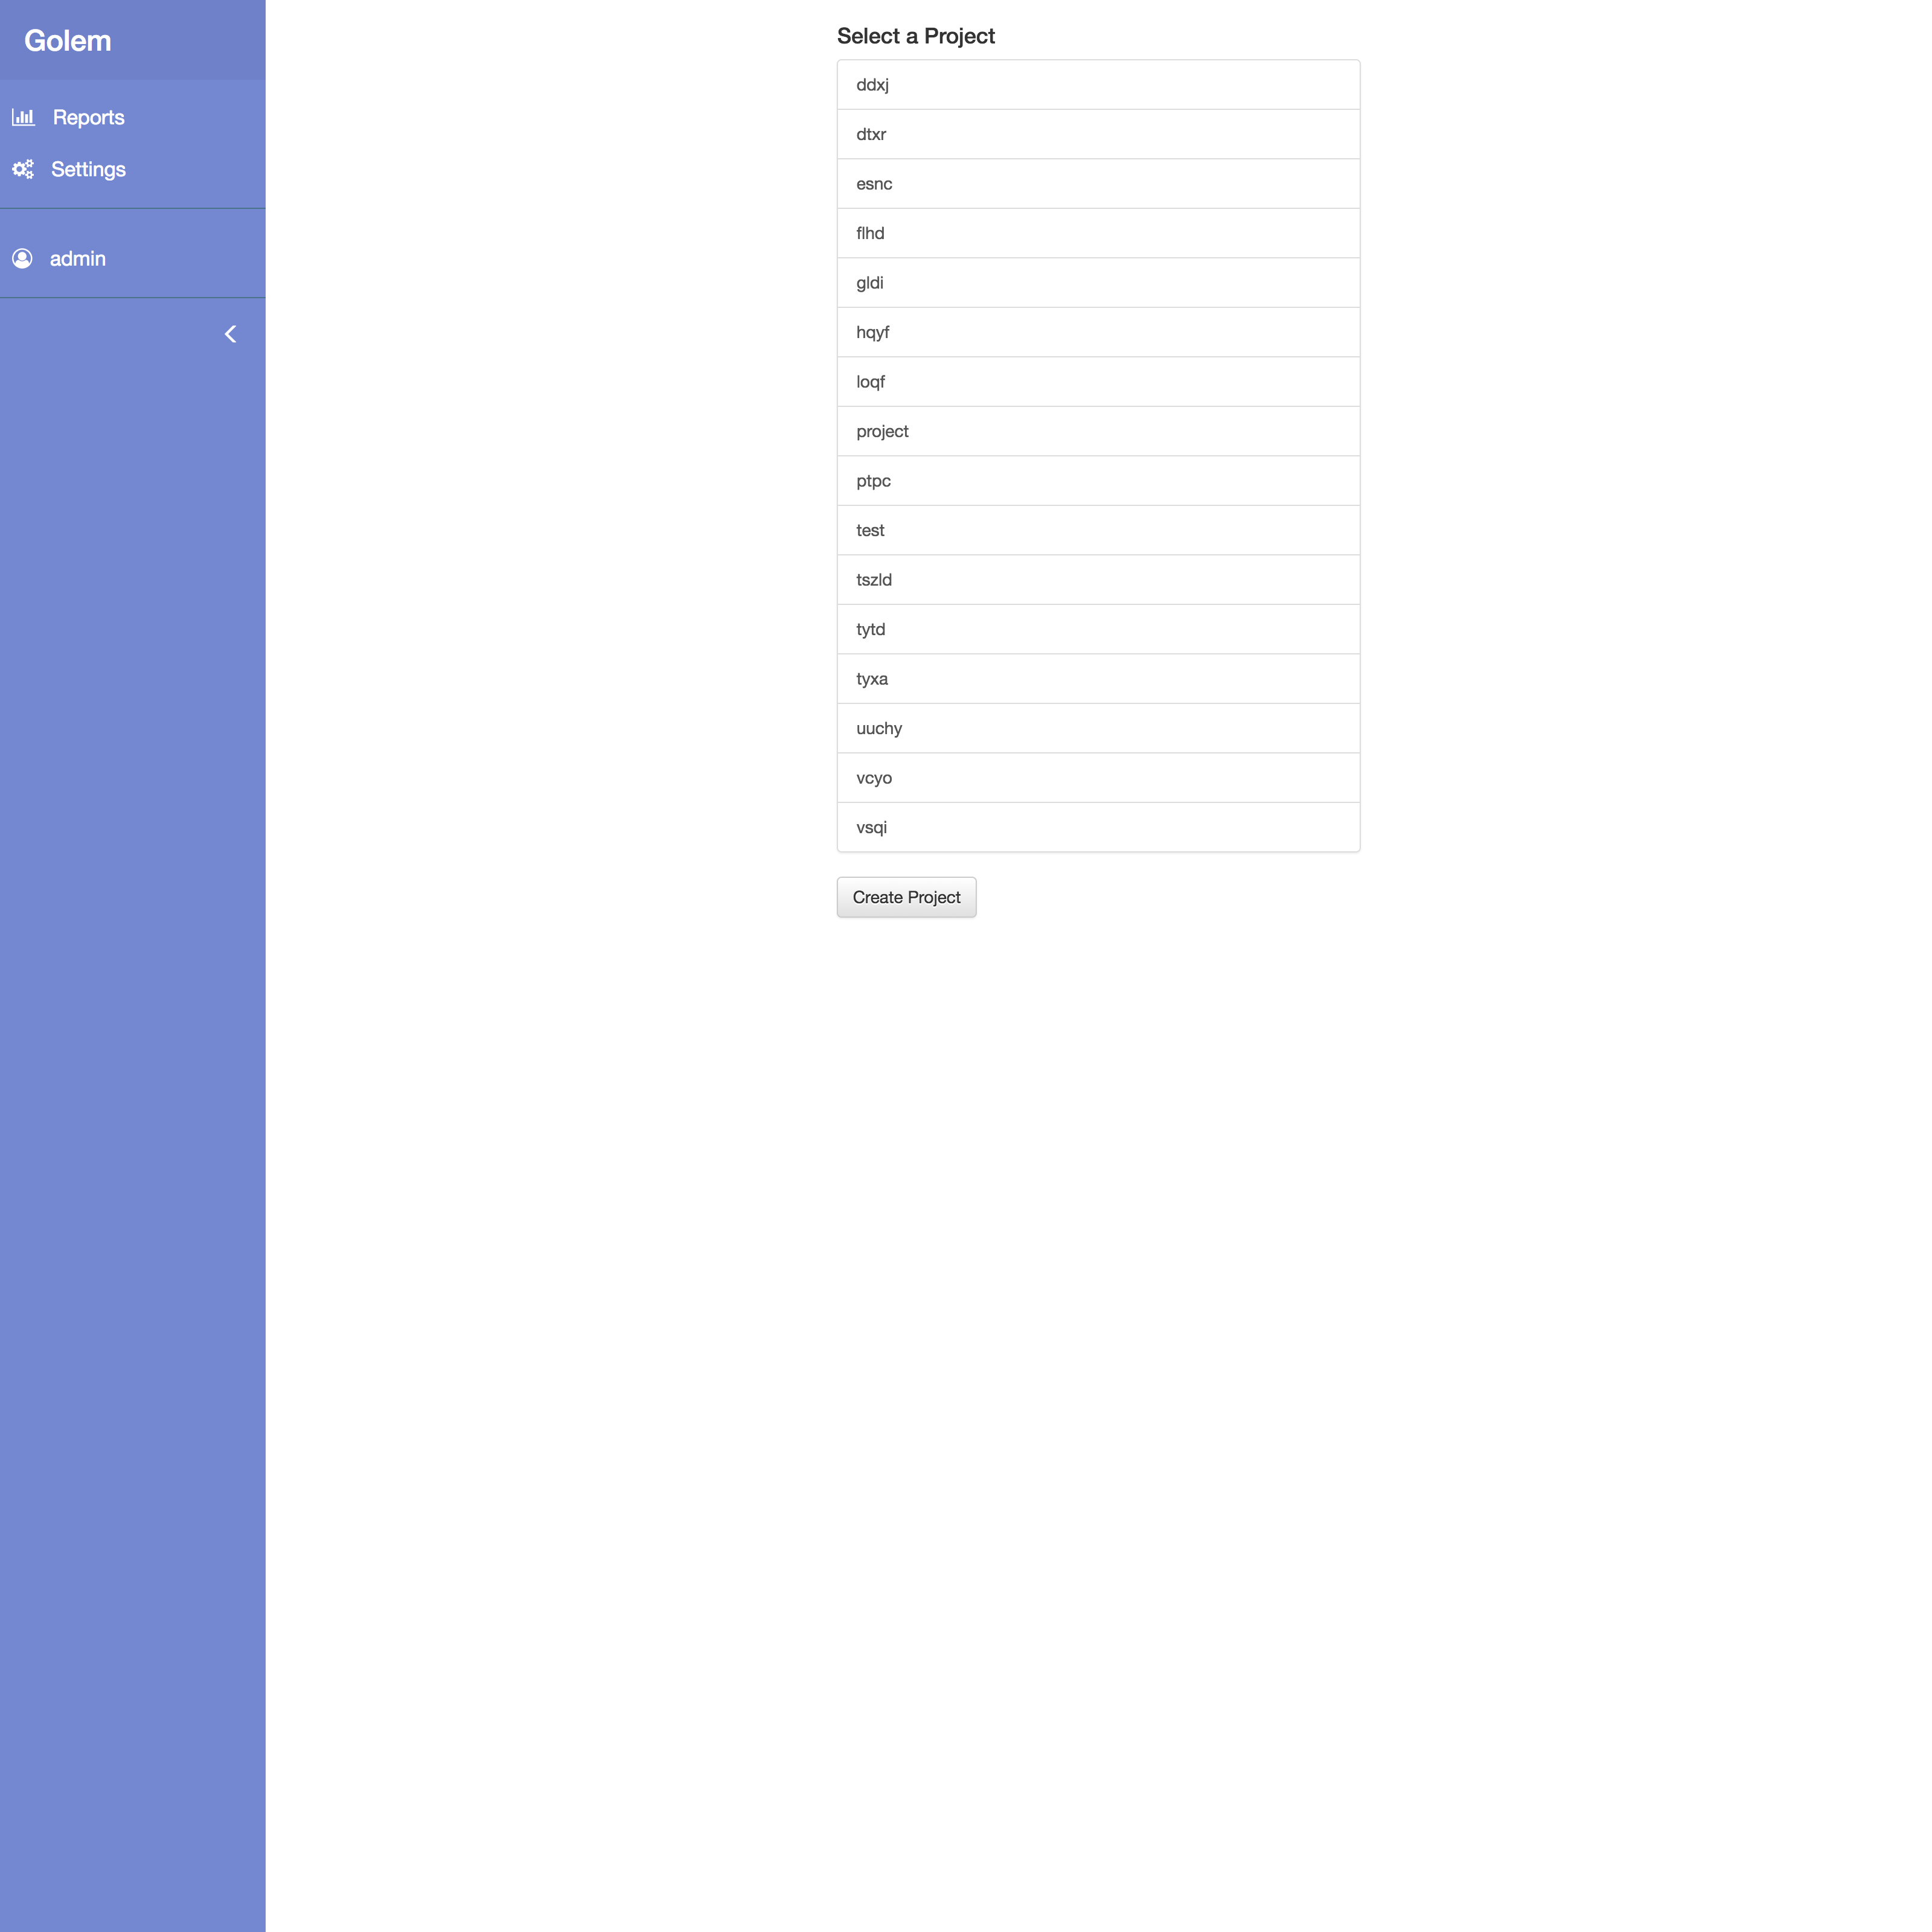 Golem
Reports
Settings
admin
Select a Project
ddxj
dtxr
esnc
flhd
gldi
hqyf
loqf
project
ptpc
test
tszld
tytd
tyxa
uuchy
vcyo
vsqi
Create Project